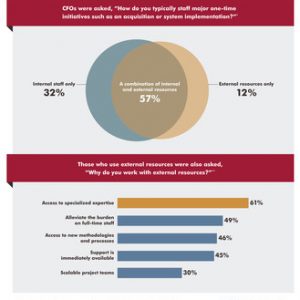 CFOs were asked, "How do you typically staff major one-time
initiatives such as an acquisition or system implementation?"*
Internal staff only
32%
A combination of internal
and external resources
57%
External resources only
12%
Those who use external resources were also asked,
"Why do you work with external resources?"**
Access to specialized expertise
61%
Alleviate the burden
on full-time staff
49%
Access to new methodologies
and processes
46%
Support is
immediately available
45%
Scalable project teams
30%